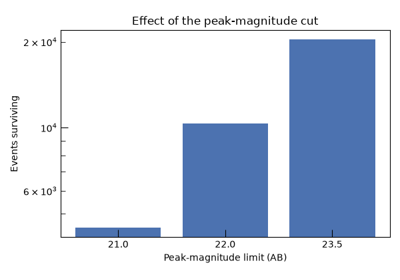 Effect of the peak-magnitude cut
2 × 10⁴
10⁴
6 × 10³
Events surviving
21.0 22.0 23.5
Peak-magnitude limit (AB)